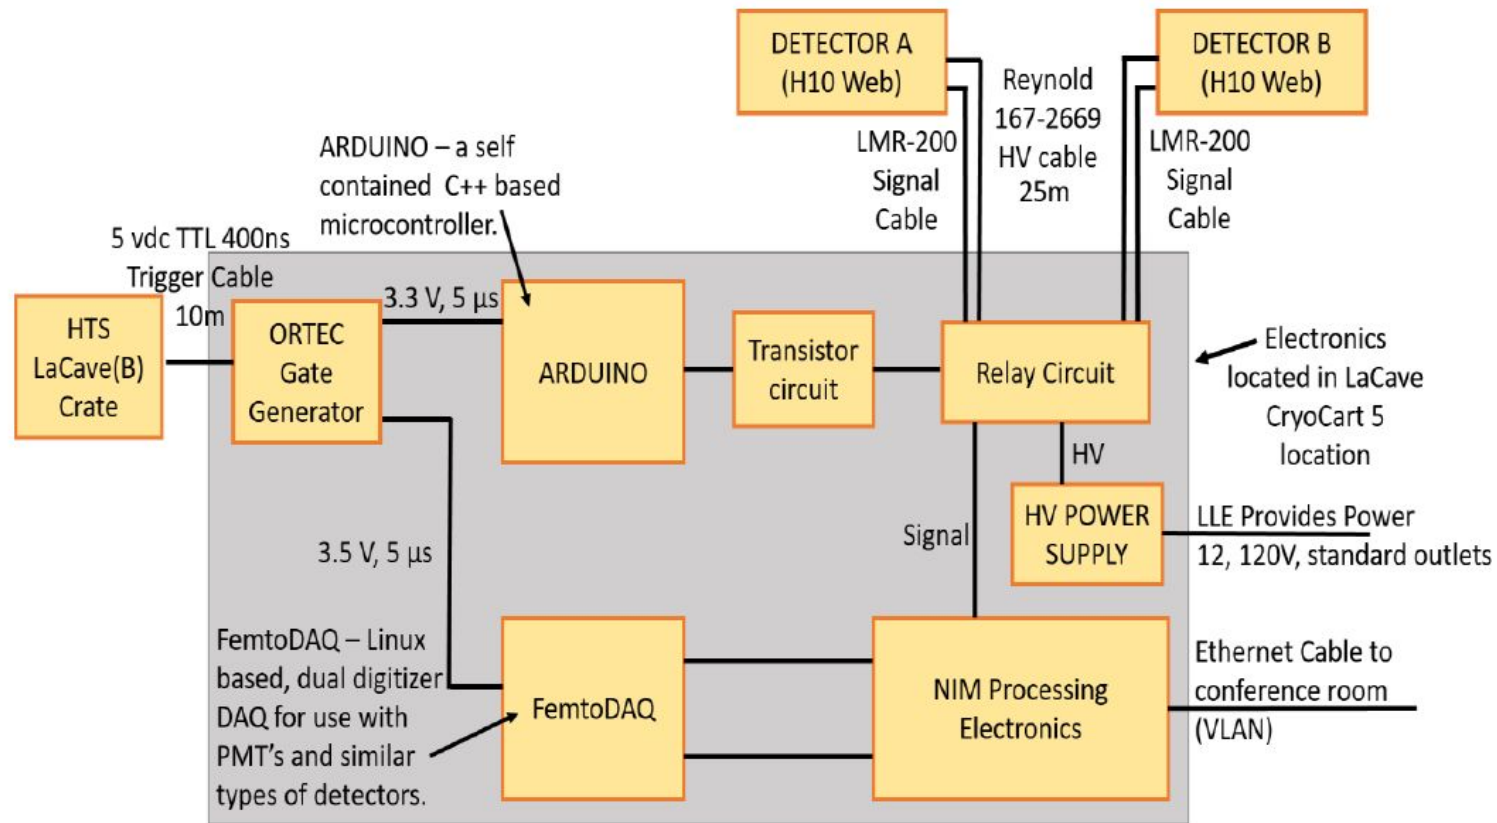 DETECTOR A
(H10 Web)
DETECTOR B
(H10 Web)
Reynold
167-2669
HV cable
25m
LMR-200
Signal
Cable
LMR-200
Signal
Cable
ARDUINO – a self
contained C++ based
microcontroller.
5 vdc TTL 400ns
Trigger Cable
10m
HTS
LaCave(B)
Crate
ORTEC
Gate
Generator
3.3 V, 5 µs
ARDUINO
Transistor
circuit
Relay Circuit
Electronics
located in LaCave
CryoCart 5
location
HV
HV POWER
SUPPLY
LLE Provides Power
12, 120V, standard outlets
Signal
3.5 V, 5 µs
FemtoDAQ – Linux
based, dual digitizer
DAQ for use with
PMT's and similar
types of detectors.
FemtoDAQ
NIM Processing
Electronics
Ethernet Cable to
conference room
(VLAN)